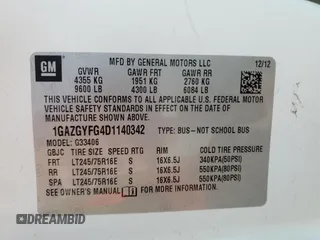 GM
MFD BY GENERAL MOTORS LLC 12/12
GVWR GAWR FRT GAWR RR
4355 KG 1951 KG 2760 KG
9600 LB 4300 LB 6084 LB
THIS VEHICLE CONFORMS TO ALL APPLICABLE U.S. FEDERAL
MOTOR VEHICLE SAFETY STANDARDS IN EFFECT ON THE DATE OF
MANUFACTURE SHOWN ABOVE.
1GAZGYFG4D1140342 TYPE: BUS-NOT SCHOOL BUS
MODEL: G33406
GBJC TIRE SIZE SPEED RTG RIM COLD TIRE PRESSURE
FRT LT245/75R16E S 16X6.5J 340KPA(50PSI)
RR LT245/75R16E S 16X6.5J 550KPA(80PSI)
SPA LT245/75R16E S 16X6.5J 550KPA(80PSI)
SEE OWNER'S MANUAL FOR MORE INFORMATION.
DREAMBID